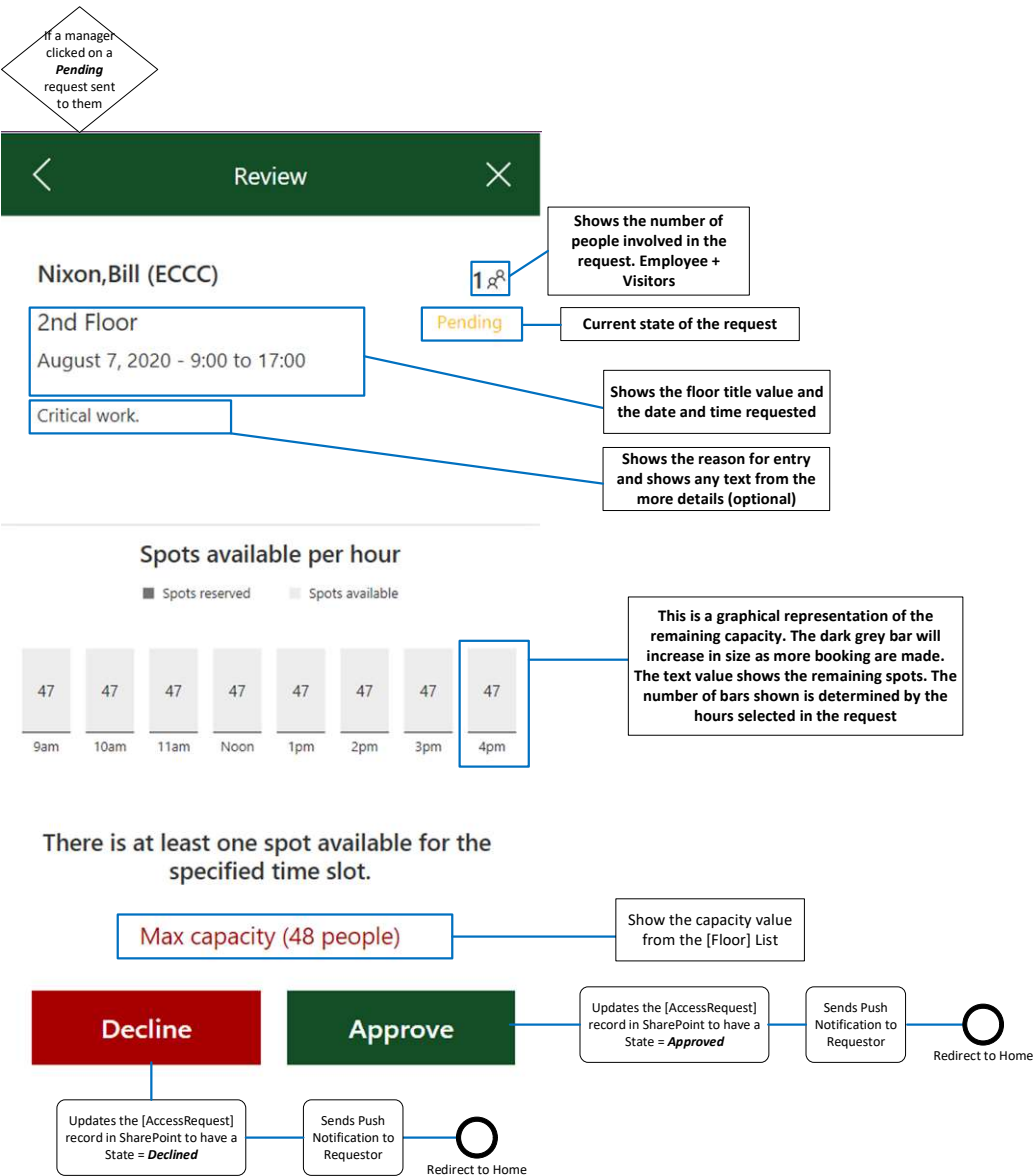 If a manager
clicked on a
Pending
request sent
to them
Review
Shows the number of
people involved in the
request. Employee +
Visitors
Nixon,Bill (ECCC)
1
2nd Floor
Pending
Current state of the request
August 7, 2020 - 9:00 to 17:00
Shows the floor title value and
the date and time requested
Critical work.
Shows the reason for entry
and shows any text from the
more details (optional)
Spots available per hour
Spots reserved Spots available
This is a graphical representation of the
remaining capacity. The dark grey bar will
increase in size as more booking are made.
The text value shows the remaining spots. The
number of bars shown is determined by the
hours selected in the request
47 47 47 47 47 47 47 47
9am 10am 11am Noon 1pm 2pm 3pm 4pm
There is at least one spot available for the
specified time slot.
Max capacity (48 people)
Show the capacity value
from the [Floor] List
Decline
Approve
Updates the [AccessRequest]
record in SharePoint to have a
State = Approved
Sends Push
Notification to
Requestor
Redirect to Home
Updates the [AccessRequest]
record in SharePoint to have a
State = Declined
Sends Push
Notification to
Requestor
Redirect to Home